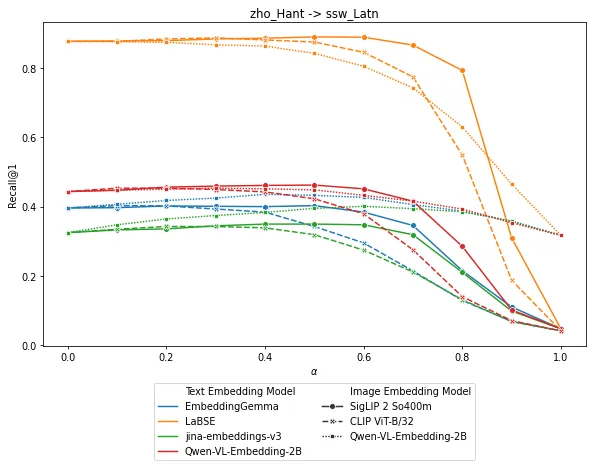 zho_Hant -> ssw_Latn
Recall@1
0.8
0.6
0.4
0.2
0.0
0.0 0.2 0.4 0.6 0.8 1.0
α
Text Embedding Model Image Embedding Model
EmbeddingGemma SigLIP 2 So400m
LaBSE CLIP ViT-B/32
jina-embeddings-v3 Qwen-VL-Embedding-2B
Qwen-VL-Embedding-2B